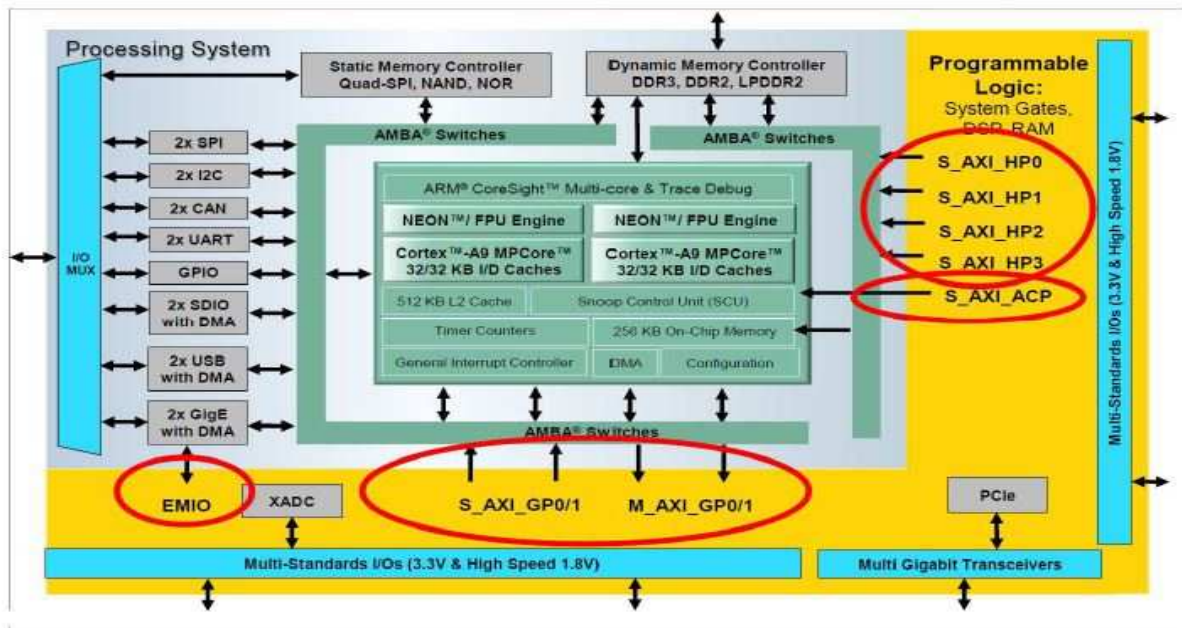 Processing System
Static Memory Controller
Quad-SPI, NAND, NOR
Dynamic Memory Controller
DDR3, DDR2, LPDDR2
Programmable
Logic:
System Gates,
DSP, RAM
AMBA® Switches
AMBA® Switches
2x SPI
2x I2C
2x CAN
2x UART
GPIO
2x SDIO
with DMA
2x USB
with DMA
2x GigE
with DMA
I/O
MUX
ARM® CoreSight™ Multi-core & Trace Debug
NEON™/ FPU Engine
NEON™/ FPU Engine
Cortex™-A9 MPCore™
32/32 KB I/D Caches
Cortex™-A9 MPCore™
32/32 KB I/D Caches
512 KB L2 Cache
Snoop Control Unit (SCU)
Timer Counters
256 KB On-Chip Memory
General Interrupt Controller
DMA
Configuration
AMBA® Switches
S_AXI_HP0
S_AXI_HP1
S_AXI_HP2
S_AXI_HP3
S_AXI_ACP
Multi-Standards I/Os (3.3V & High Speed 1.8V)
EMIO
XADC
S_AXI_GP0/1
M_AXI_GP0/1
PCIe
Multi-Standards I/Os (3.3V & High Speed 1.8V)
Multi Gigabit Transceivers